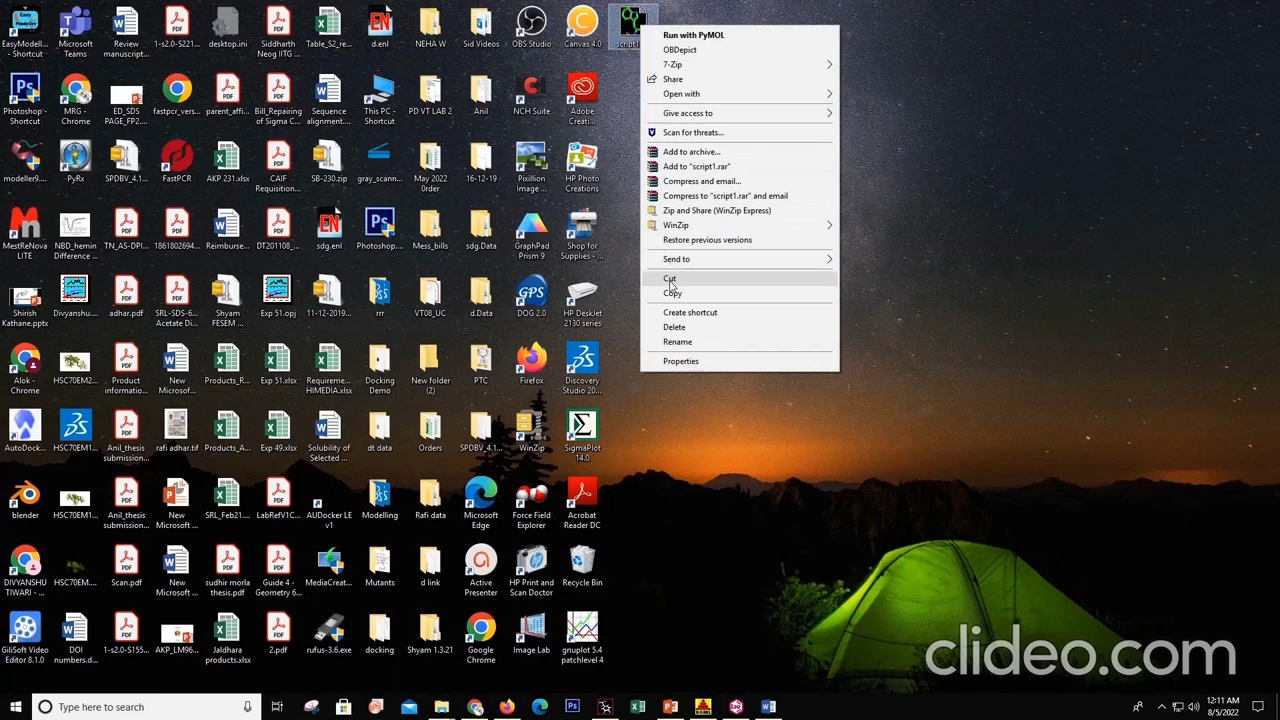 Easy
Modell... -
Shortcut
Microsoft
Teams
Review
manuscript...
1-s2.0-S221...
desktop.ini
Siddharth
Neog IITG ...
Table_S2_re...
d.enl
NEHA W
Sid Videos
OBS Studio
Canvas 4.0
script1
Photoshop -
Shortcut
MRG -
Chrome
ED_SDS
PAGE_FP2...
fastpcr_vers...
parent_affi...
Bill_Repairing
of Sigma C...
Sequence
alignment....
This PC -
Shortcut
PD VT LAB 2
Anil
NCH Suite
Adobe
Creati...
modller9....
PyRx
SPDBV_4.1...
FastPCR
AKP 231.xlsx
CAIF
Requisition...
SB-230.zip
gray_scann...
May 2022
0rder
16-12-19
Pixillion
Image ...
HP Photo
Creations
MestReNova
LITE
NBD_hemin
Difference ...
TN_AS-DPI...
1861802694...
Reimburse...
DT201108_...
sdg.enl
Photoshop....
Mess_bills
sdg.Data
GraphPad
Prism 9
Shop for
Supplies -...
Shirish
Kathane.pptx
Divyanshu....
adhar.pdf
SRL-SDS-6...
Acetate Di...
Shyam
FESEM ...
Exp 51.opj
11-12-2019...
rrr
VT08_UC
d.Data
DOG 2.0
HP DeskJet
2130 series
Alok -
Chrome
HSC70EM2...
Product
informatio...
New
Microsof...
Products_R...
Exp 51.xlsx
Requireme...
HIMEDIA.xlsx
Docking
Demo
New folder
(2)
PTC
Firefox
Discovery
Studio 20...
AutoDock...
HSC70EM1...
Anil_thesis
submission...
rafi adhar.tif
Products_A...
Exp 49.xlsx
Solubility of
Selected ...
dt data
Orders
SPDBV_4.1...
WinZip
SigmaPlot
14.0
blender
HSC70EM1...
Anil_thesis
submission...
New
Microsoft ...
SRL_Feb21...
LabRefV1C...
AUDocker LE
v1
Modelling
Rafi data
Microsoft
Edge
Force Field
Explorer
Acrobat
Reader DC
DIVYANSHU
TIWARI - ...
HSC70EM....
Scan.pdf
New
Microsoft ...
sudhir morla
thesis.pdf
Guide 4 -
Geometry 6...
MediaCreat...
Mutants
d link
Active
Presenter
HP Print and
Scan Doctor
Recycle Bin
GiliSoft Video
Editor 8.1.0
DOI
numbers.d...
1-s2.0-S155...
AKP_LM96...
Jaldhara
products.xlsx
2.pdf
rufus-3.6.exe
docking
Shyam 1.3.21
Google
Chrome
Image Lab
gnuplot 5.4
patchlevel 4
Run with PyMOL
OBDepict
7-Zip
Share
Open with
Give access to
Scan for threats...
Add to archive...
Add to "script1.rar"
Compress and email...
Compress to "script1.rar" and email
Zip and Share (WinZip Express)
WinZip
Restore previous versions
Send to
Cut
Copy
Create shortcut
Delete
Rename
Properties
clideo.com
Type here to search
12:11 AM
8/5/2022